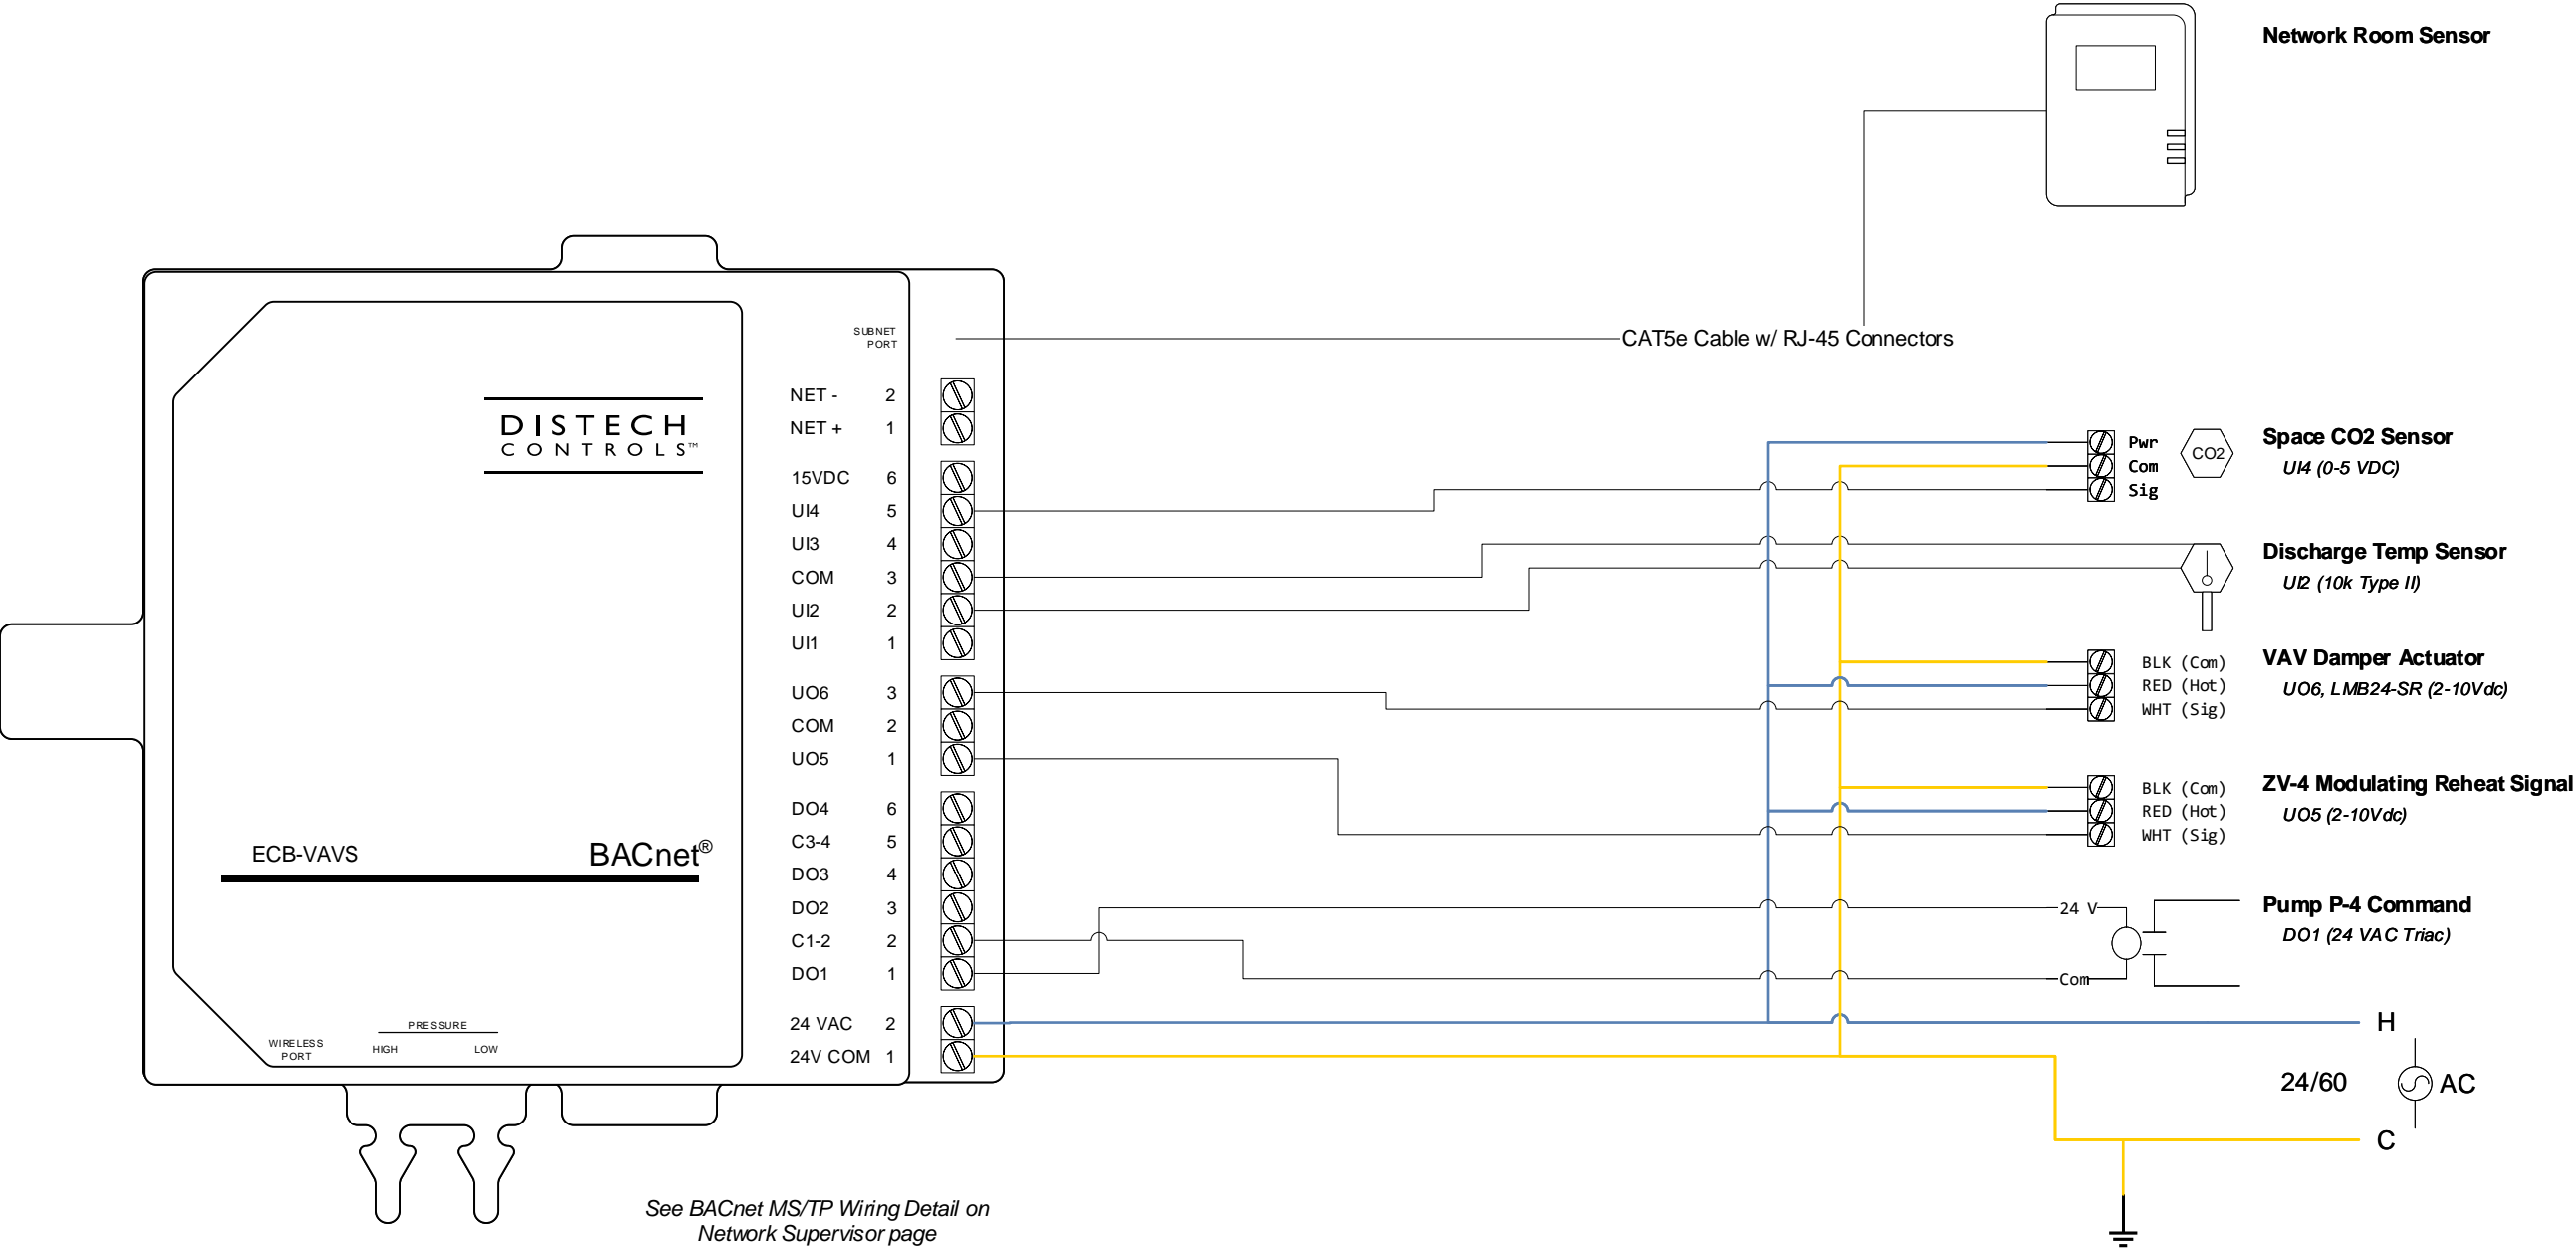 Network Room Sensor
SUBNET
PORT
CAT5e Cable w/ RJ-45 Connectors
NET - 2
NET + 1
15VDC 6
UI4 5
UI3 4
COM 3
UI2 2
UI1 1
UO6 3
COM 2
UO5 1
DO4 6
C3-4 5
DO3 4
DO2 3
C1-2 2
DO1 1
24 VAC 2
24V COM 1
DISTECH
CONTROLS™
ECB-VAVS
BACnet®
WIRELESS
PORT
PRESSURE
HIGH
LOW
Pwr
Com
Sig
CO2
Space CO2 Sensor
UI4 (0-5 VDC)
Discharge Temp Sensor
UI2 (10k Type II)
BLK (Com)
RED (Hot)
WHT (Sig)
VAV Damper Actuator
UO6, LMB24-SR (2-10Vdc)
BLK (Com)
RED (Hot)
WHT (Sig)
ZV-4 Modulating Reheat Signal
UO5 (2-10Vdc)
24 V
Com
Pump P-4 Command
DO1 (24 VAC Triac)
H
24/60
AC
C
See BACnet MS/TP Wiring Detail on
Network Supervisor page